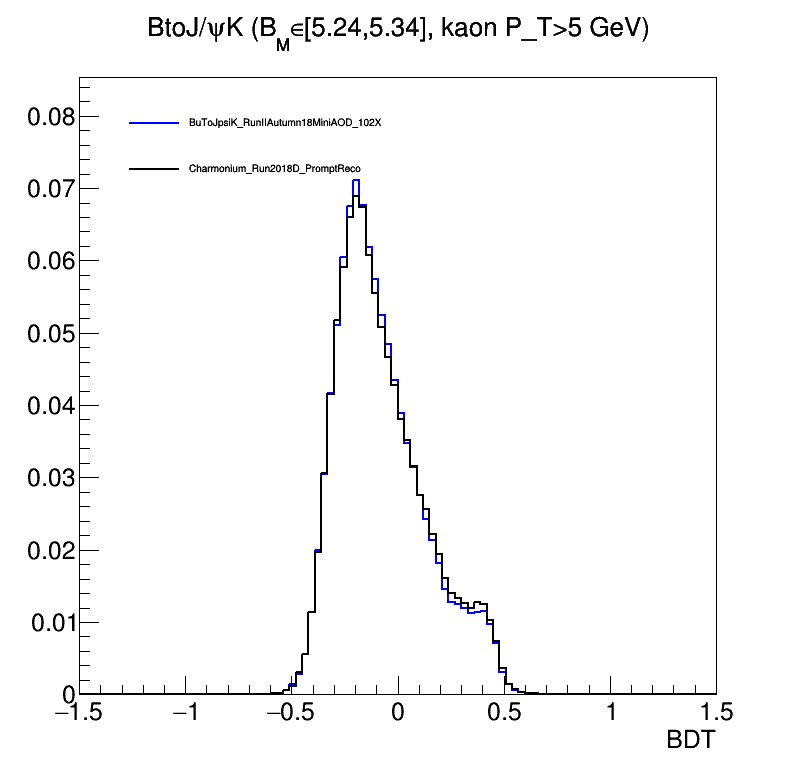 BtoJ/ψK (B_M∈[5.24,5.34], kaon P_T>5 GeV)
0.08
BuToJpsiK_RunIIAutumn18MiniAOD_102X
Charmonium_Run2018D_PromptReco
0.07
0.06
0.05
0.04
0.03
0.02
0.01
0
−1.5 −1 −0.5 0 0.5 1 1.5
BDT